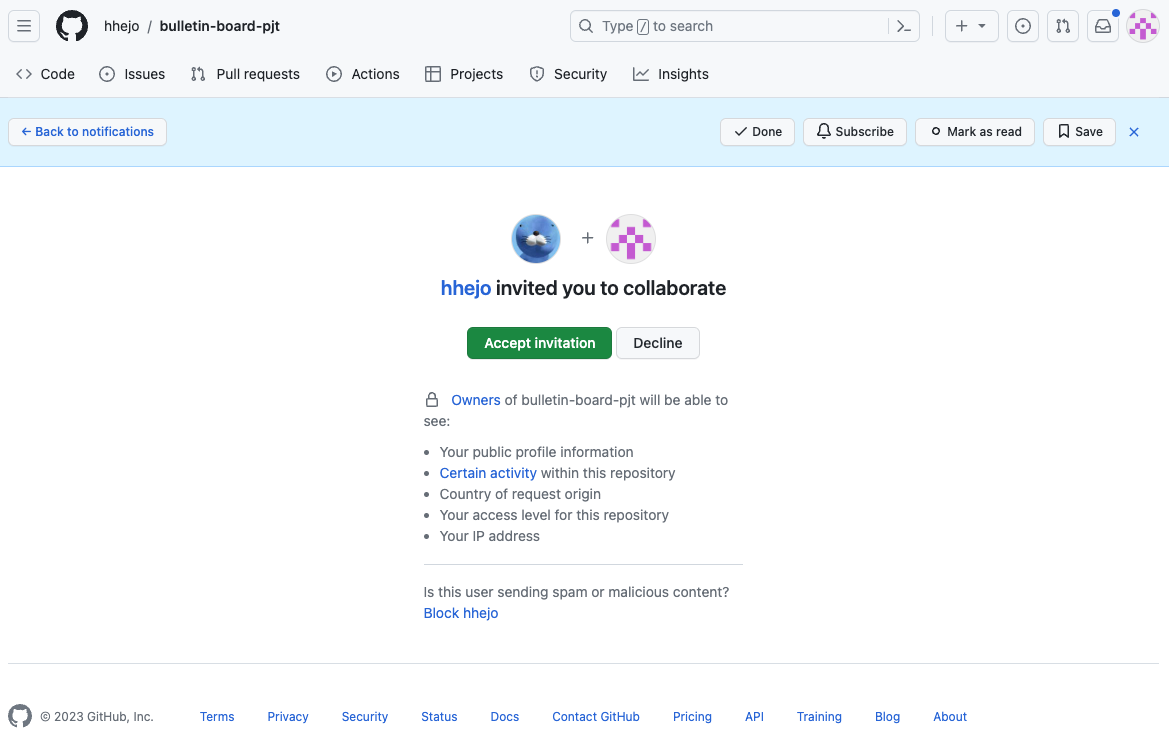 hhejo / bulletin-board-pjt
Type / to search
Code
Issues
Pull requests
Actions
Projects
Security
Insights
← Back to notifications
Done
Subscribe
Mark as read
Save
hhejo invited you to collaborate
Accept invitation
Decline
Owners of bulletin-board-pjt will be able to
see:
Your public profile information
Certain activity within this repository
Country of request origin
Your access level for this repository
Your IP address
Is this user sending spam or malicious content?
Block hhejo
© 2023 GitHub, Inc.
Terms
Privacy
Security
Status
Docs
Contact GitHub
Pricing
API
Training
Blog
About